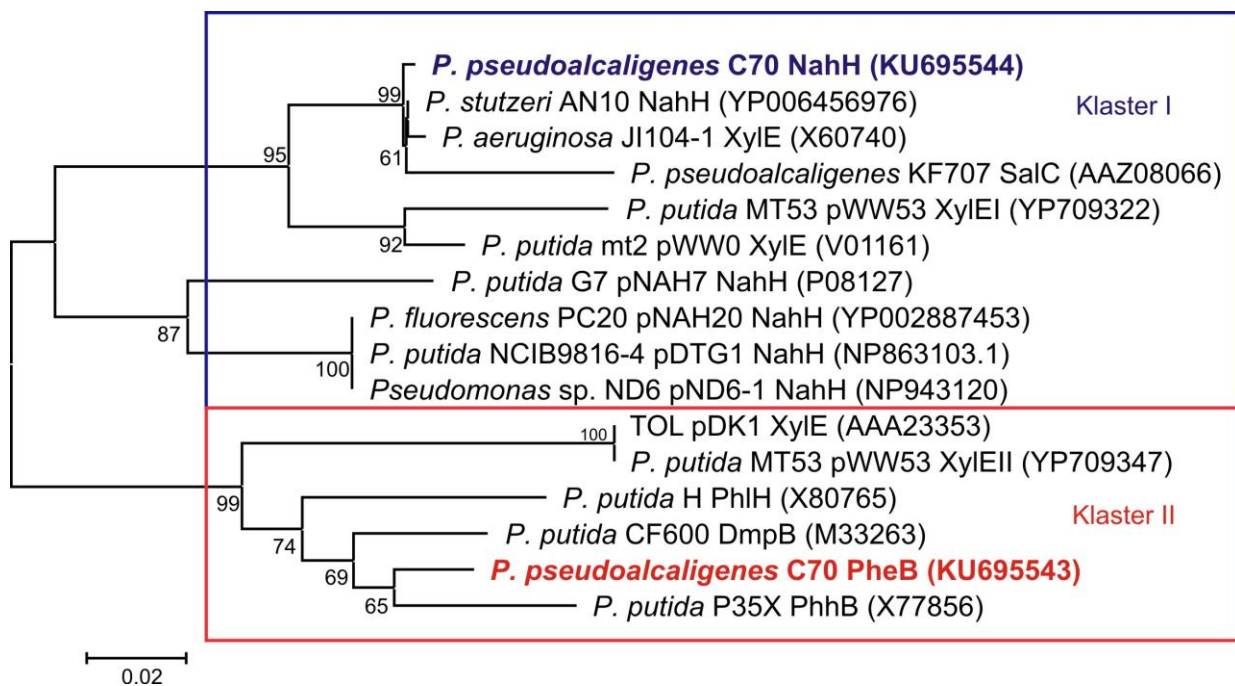 P. pseudoalcaligenes C70 NahH (KU695544)
99
P. stutzeri AN10 NahH (YP006456976)
Klaster I
P. aeruginosa JI104-1 XylE (X60740)
95
61
P. pseudoalcaligenes KF707 SalC (AAZ08066)
P. putida MT53 pWW53 XylEI (YP709322)
92
P. putida mt2 pWW0 XylE (V01161)
P. putida G7 pNAH7 NahH (P08127)
P. fluorescens PC20 pNAH20 NahH (YP002887453)
87
P. putida NCIB9816-4 pDTG1 NahH (NP863103.1)
100
Pseudomonas sp. ND6 pND6-1 NahH (NP943120)
TOL pDK1 XylE (AAA23353)
100
P. putida MT53 pWW53 XylEII (YP709347)
99
P. putida H PhlH (X80765)
Klaster II
74
P. putida CF600 DmpB (M33263)
69
P. pseudoalcaligenes C70 PheB (KU695543)
65
P. putida P35X PhhB (X77856)
0.02